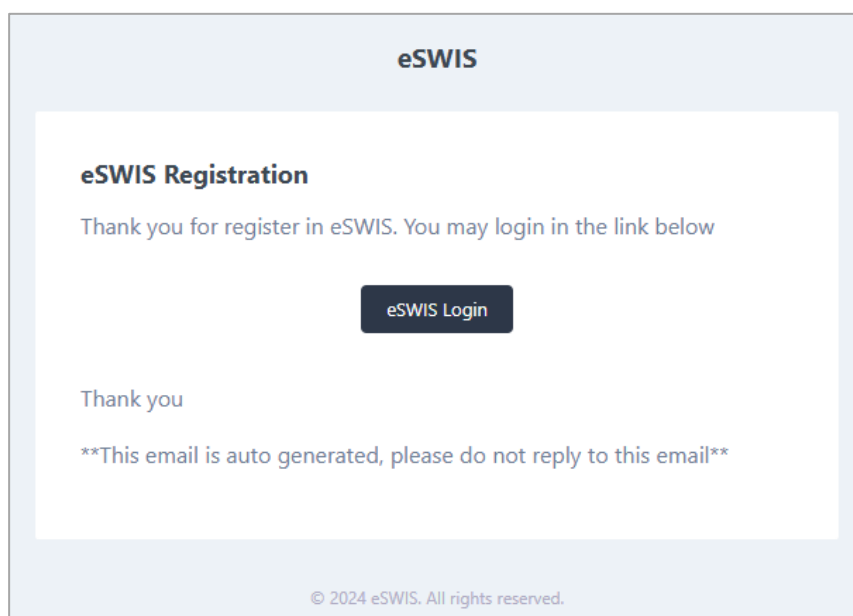 eSWIS
eSWIS Registration
Thank you for register in eSWIS. You may login in the link below
eSWIS Login
Thank you
**This email is auto generated, please do not reply to this email**
© 2024 eSWIS. All rights reserved.